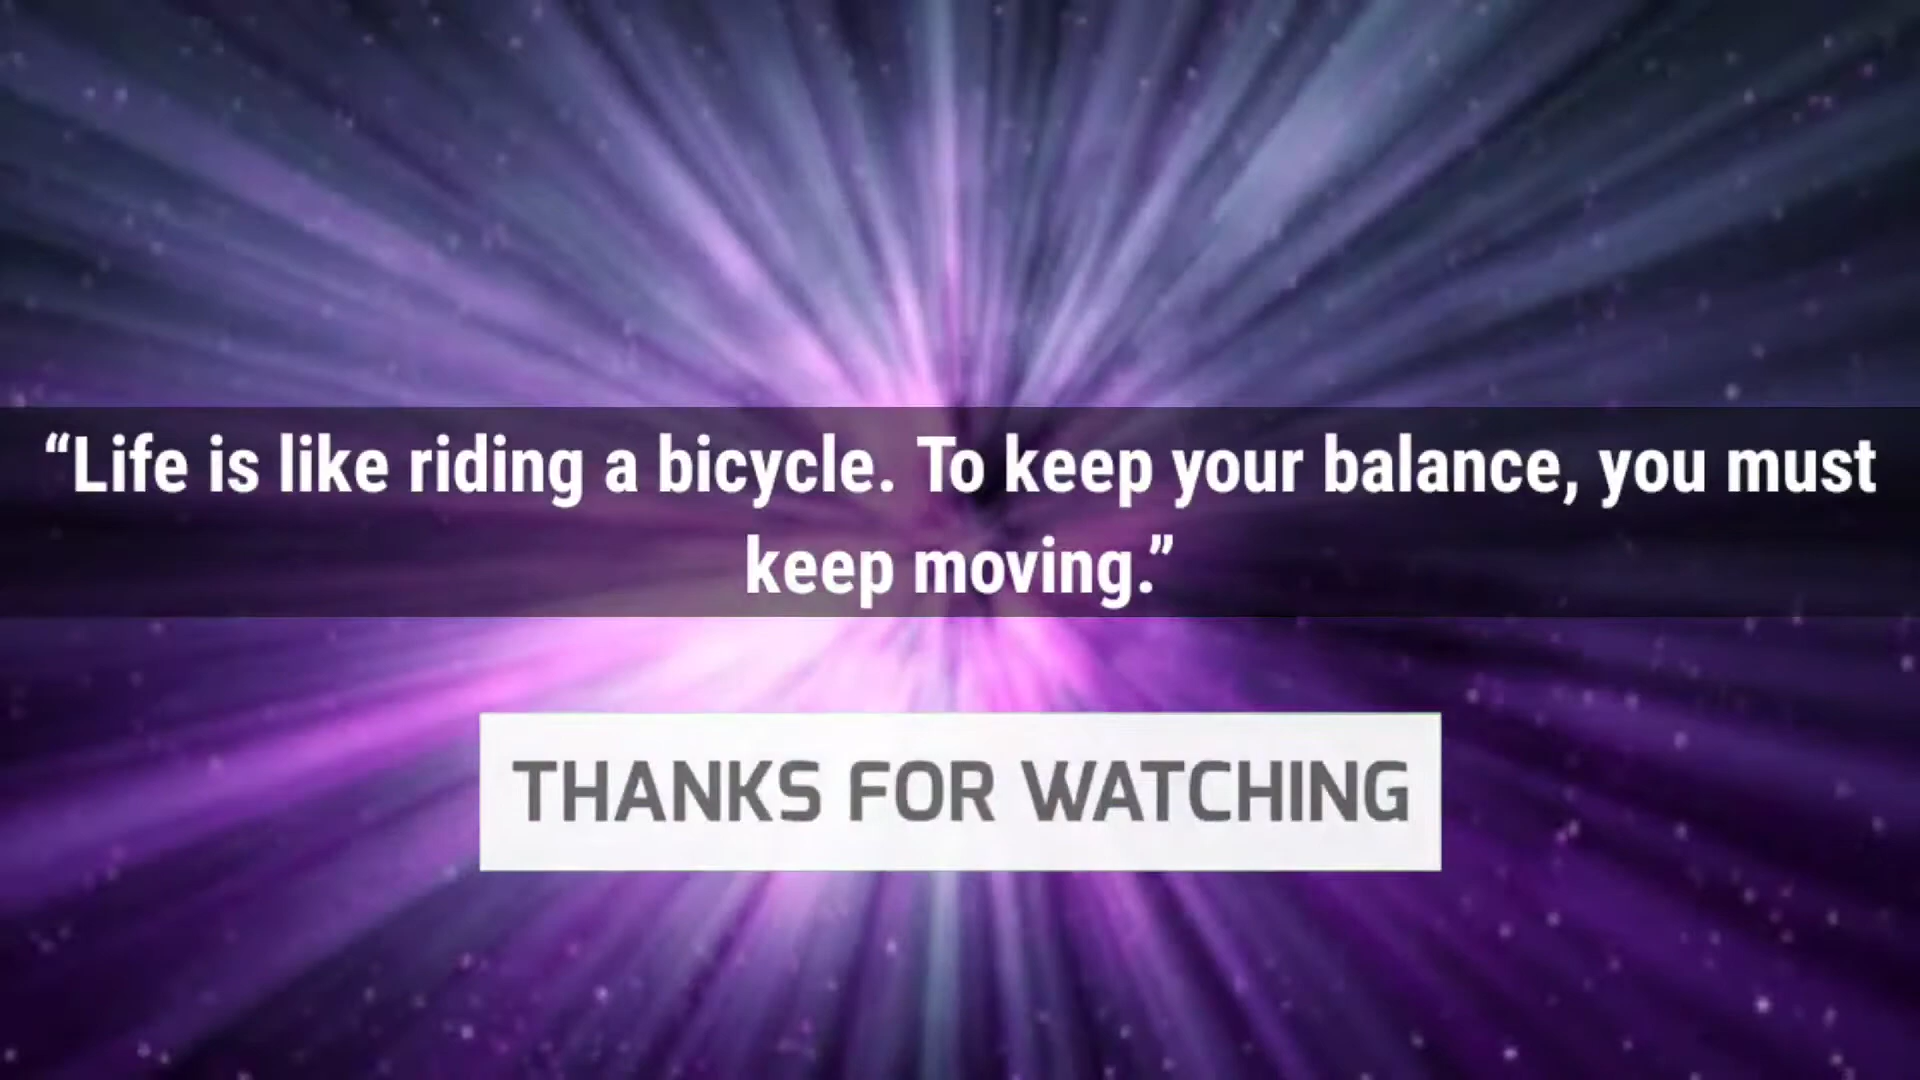 “Life is like riding a bicycle. To keep your balance, you must
keep moving.”
THANKS FOR WATCHING